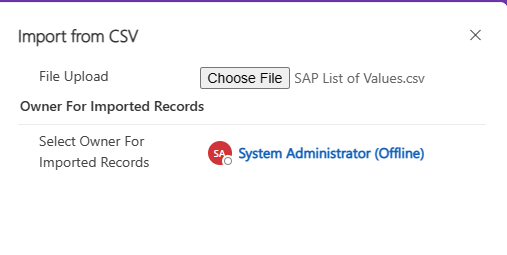 Import from CSV
File Upload
Choose File SAP List of Values.csv
Owner For Imported Records
Select Owner For
Imported Records
SA System Administrator (Offline)